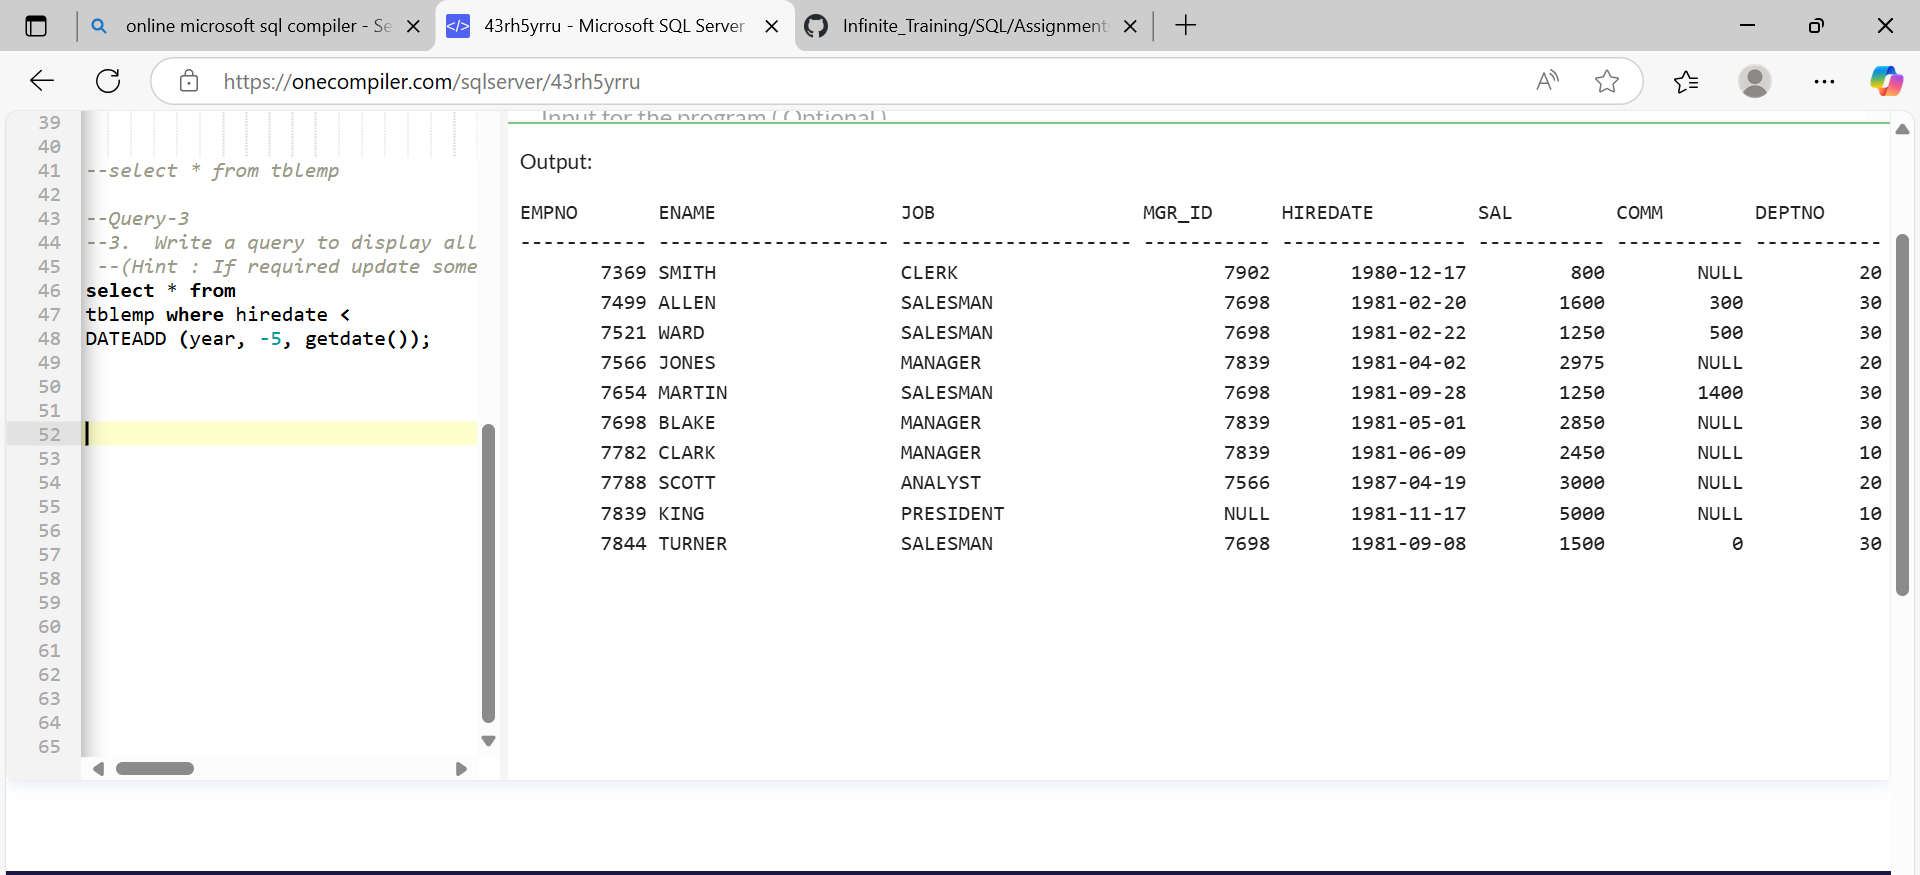 online microsoft sql compiler - Se
43rh5yrru - Microsoft SQL Server
Infinite_Training/SQL/Assignment
https://onecompiler.com/sqlserver/43rh5yrru
Input for the program ( Optional )
39
40
41 --select * from tblemp
42
43 --Query-3
44 --3.  Write a query to display all
45 --(Hint : If required update some
46 select * from
47 tblemp where hiredate <
48 DATEADD (year, -5, getdate());
49
50
51
52
53
54
55
56
57
58
59
60
61
62
63
64
65
Output:
EMPNO ENAME JOB MGR_ID HIREDATE SAL COMM DEPTNO
----------- -------------------- -------------------- ----------- ---------------- ----------- ----------- -----------
7369 SMITH CLERK 7902 1980-12-17 800 NULL 20
7499 ALLEN SALESMAN 7698 1981-02-20 1600 300 30
7521 WARD SALESMAN 7698 1981-02-22 1250 500 30
7566 JONES MANAGER 7839 1981-04-02 2975 NULL 20
7654 MARTIN SALESMAN 7698 1981-09-28 1250 1400 30
7698 BLAKE MANAGER 7839 1981-05-01 2850 NULL 30
7782 CLARK MANAGER 7839 1981-06-09 2450 NULL 10
7788 SCOTT ANALYST 7566 1987-04-19 3000 NULL 20
7839 KING PRESIDENT NULL 1981-11-17 5000 NULL 10
7844 TURNER SALESMAN 7698 1981-09-08 1500 0 30